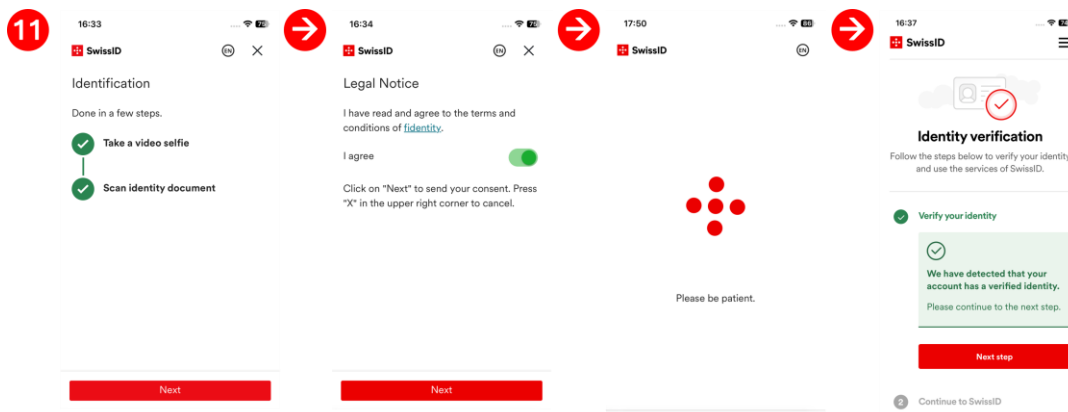 11
16:33
76
SwissID
EN
Identification
Done in a few steps.
Take a video selfie
Scan identity document
Next
16:34
SwissID
EN
Legal Notice
I have read and agree to the terms and
conditions of fidentity.
I agree
Click on "Next" to send your consent. Press
"X" in the upper right corner to cancel.
Next
17:50
SwissID
EN
Please be patient.
16:37
SwissID
Identity verification
Follow the steps below to verify your identity
and use the services of SwissID.
Verify your identity
We have detected that your
account has a verified identity.
Please continue to the next step.
Next step
2 Continue to SwissID